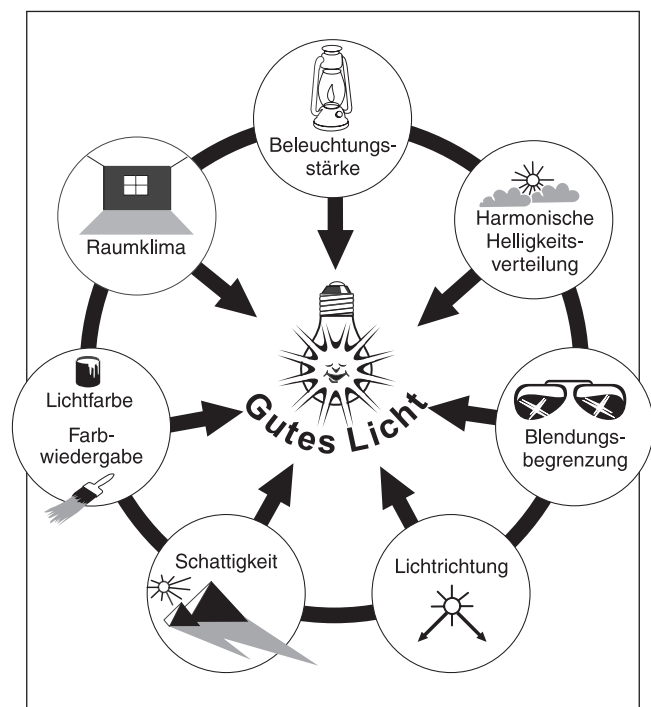 Beleuchtungs-
stärke
Harmonische
Helligkeits-
verteilung
Blendungs-
begrenzung
Lichtrichtung
Schattigkeit
Lichtfarbe
Farb-
wiedergabe
Raumklima
Gutes Licht